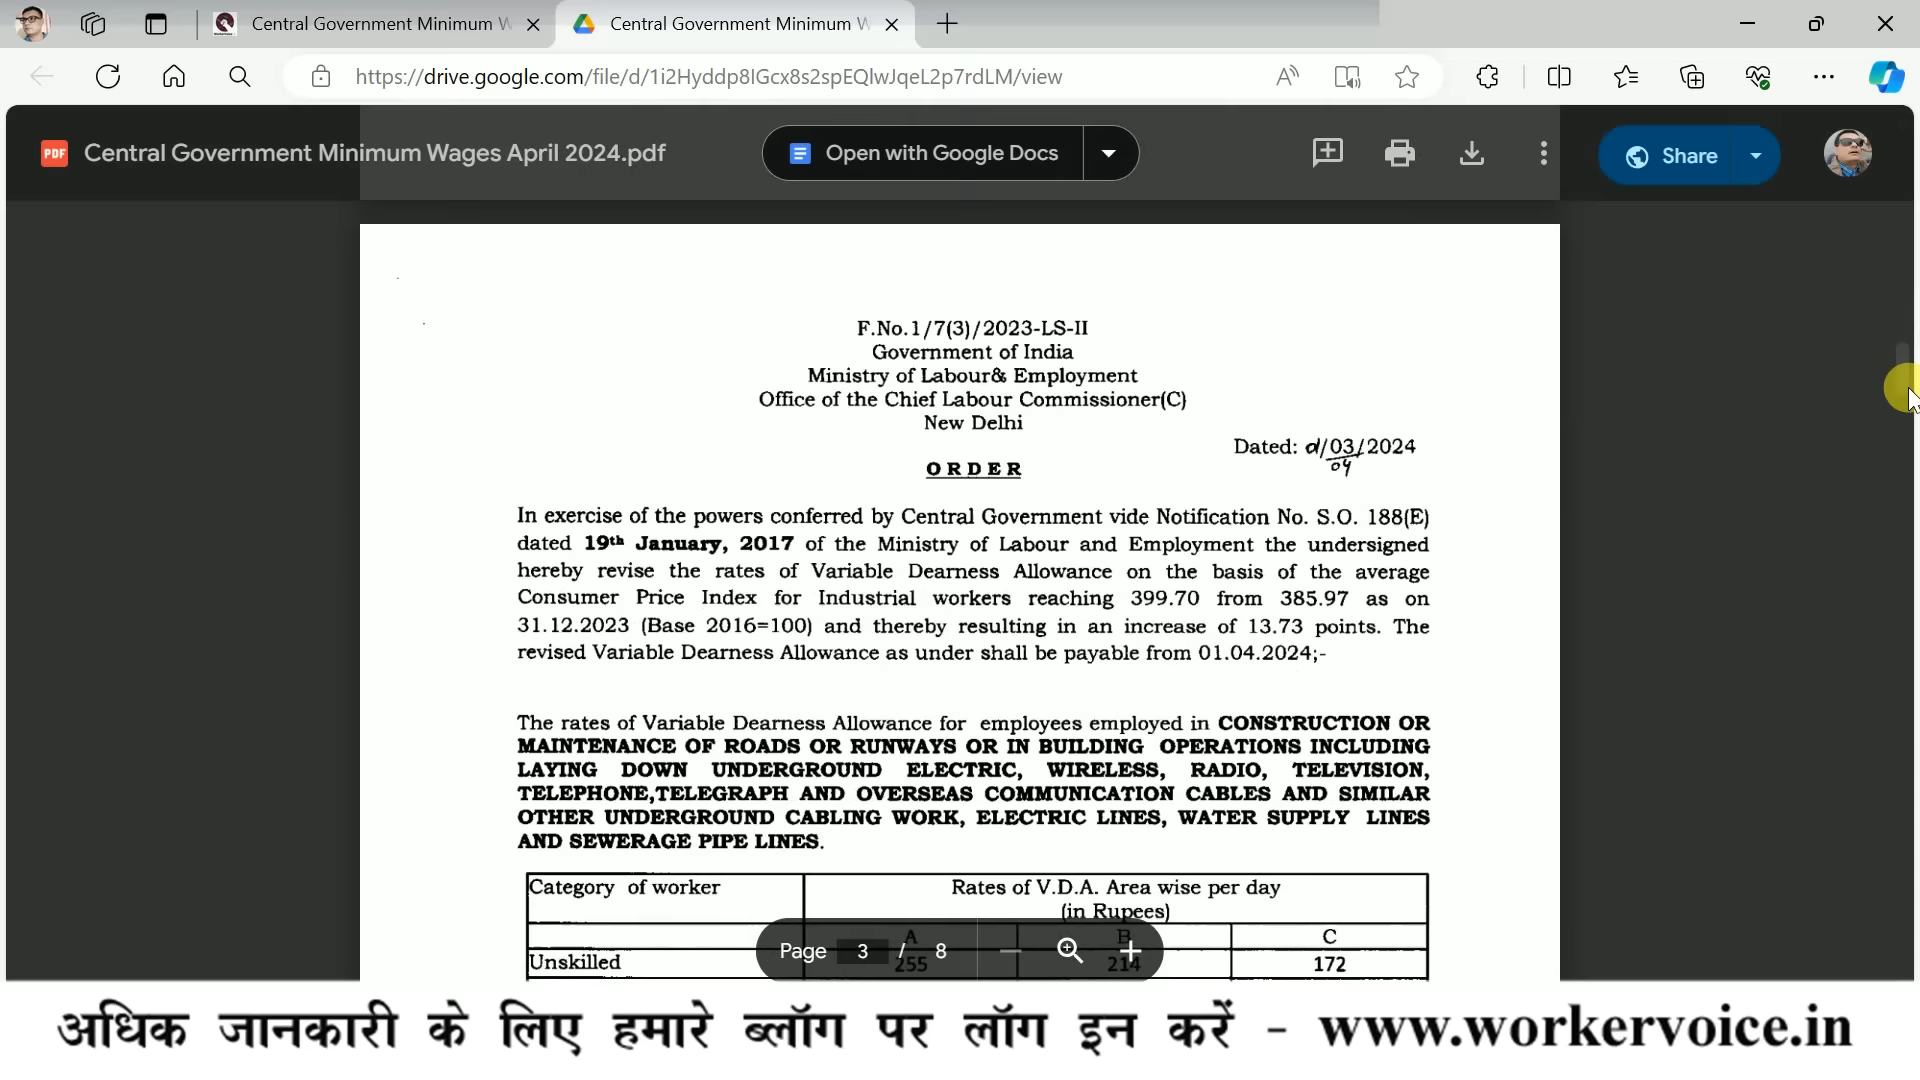 Central Government Minimum W
Central Government Minimum W
https://drive.google.com/file/d/1i2Hyddp8IGcx8s2spEQlwJqeL2p7rdLM/view
PDF
Central Government Minimum Wages April 2024.pdf
Open with Google Docs
Share
F.No.1/7(3)/2023-LS-II
Government of India
Ministry of Labour& Employment
Office of the Chief Labour Commissioner(C)
New Delhi
Dated: 01/03/2024
04
ORDER
In exercise of the powers conferred by Central Government vide Notification No. S.O. 188(E)
dated 19th January, 2017 of the Ministry of Labour and Employment the undersigned
hereby revise the rates of Variable Dearness Allowance on the basis of the average
Consumer Price Index for Industrial workers reaching 399.70 from 385.97 as on
31.12.2023 (Base 2016=100) and thereby resulting in an increase of 13.73 points. The
revised Variable Dearness Allowance as under shall be payable from 01.04.2024;-
The rates of Variable Dearness Allowance for employees employed in CONSTRUCTION OR
MAINTENANCE OF ROADS OR RUNWAYS OR IN BUILDING OPERATIONS INCLUDING
LAYING DOWN UNDERGROUND ELECTRIC, WIRELESS, RADIO, TELEVISION,
TELEPHONE,TELEGRAPH AND OVERSEAS COMMUNICATION CABLES AND SIMILAR
OTHER UNDERGROUND CABLING WORK, ELECTRIC LINES, WATER SUPPLY LINES
AND SEWERAGE PIPE LINES.
Category of worker Rates of V.D.A. Area wise per day
(in Rupees)
A B C
Unskilled 255 214 172
Page 3 / 8
अधिक जानकारी के लिए हमारे ब्लॉग पर लॉग इन करें - www.workervoice.in